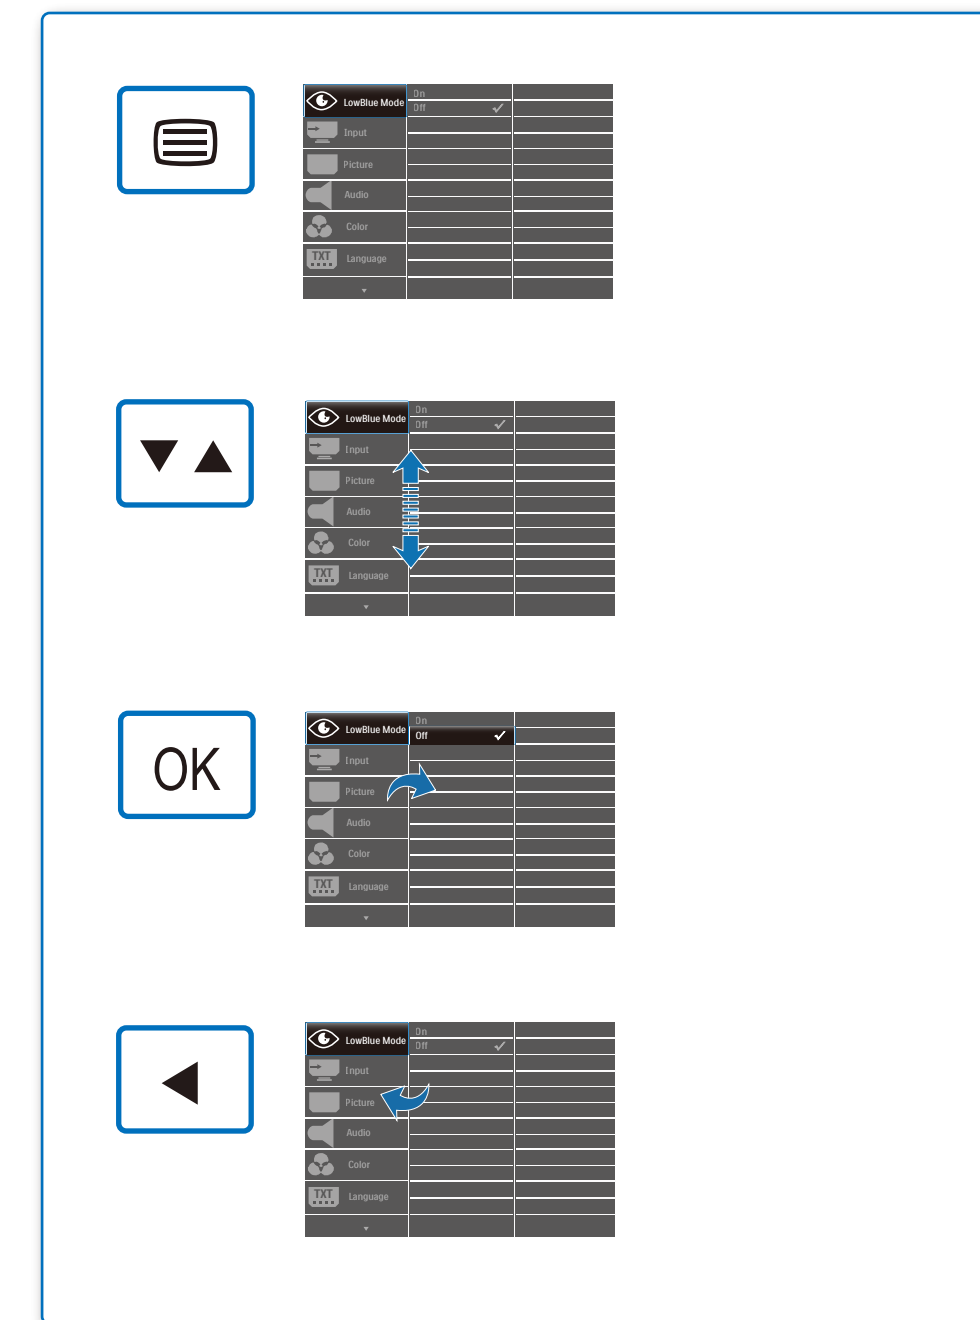 On
LowBlue Mode
Off
Input
Picture
Audio
Color
TXT
Language
On
LowBlue Mode
Off
Input
Picture
Audio
Color
TXT
Language
OK
On
LowBlue Mode
Off
Input
Picture
Audio
Color
TXT
Language
On
LowBlue Mode
Off
Input
Picture
Audio
Color
TXT
Language